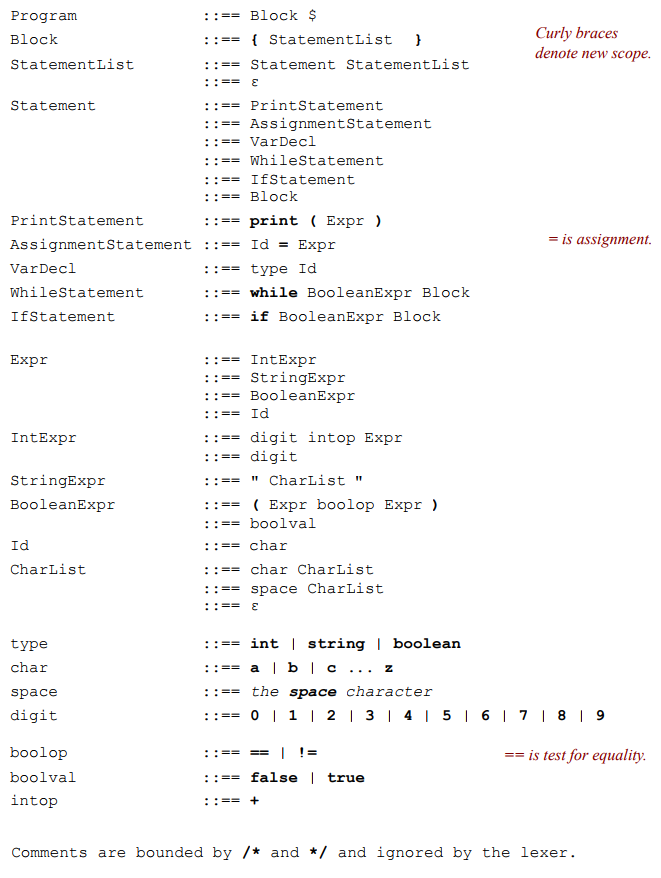 Program ::== Block $
Curly braces
denote new scope.
Block ::== { StatementList }
StatementList ::== Statement StatementList
::== ε
Statement ::== PrintStatement
::== AssignmentStatement
::== VarDecl
::== WhileStatement
::== IfStatement
::== Block
PrintStatement ::== print ( Expr )
AssignmentStatement ::== Id = Expr
= is assignment.
VarDecl ::== type Id
WhileStatement ::== while BooleanExpr Block
IfStatement ::== if BooleanExpr Block
Expr ::== IntExpr
::== StringExpr
::== BooleanExpr
::== Id
IntExpr ::== digit intop Expr
::== digit
StringExpr ::== " CharList "
BooleanExpr ::== ( Expr boolop Expr )
::== boolval
Id ::== char
CharList ::== char CharList
::== space CharList
::== ε
type ::== int | string | boolean
char ::== a | b | c ... z
space ::== the space character
digit ::== 0 | 1 | 2 | 3 | 4 | 5 | 6 | 7 | 8 | 9
boolop ::== == | !=
== is test for equality.
boolval ::== false | true
intop ::== +
Comments are bounded by /* and */ and ignored by the lexer.